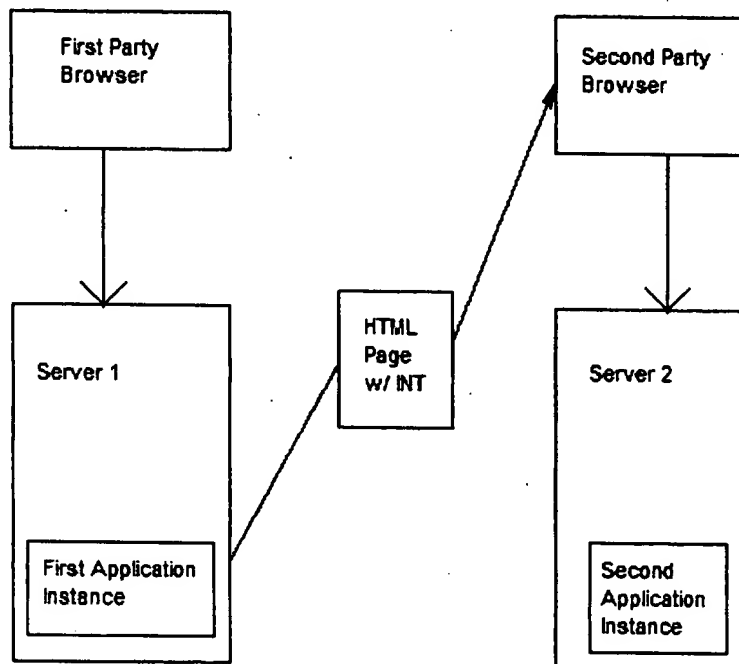 First Party
Browser
Second Party
Browser
HTML
Page
w/ INT
Server 1
Server 2
First Application
Instance
Second
Application
Instance